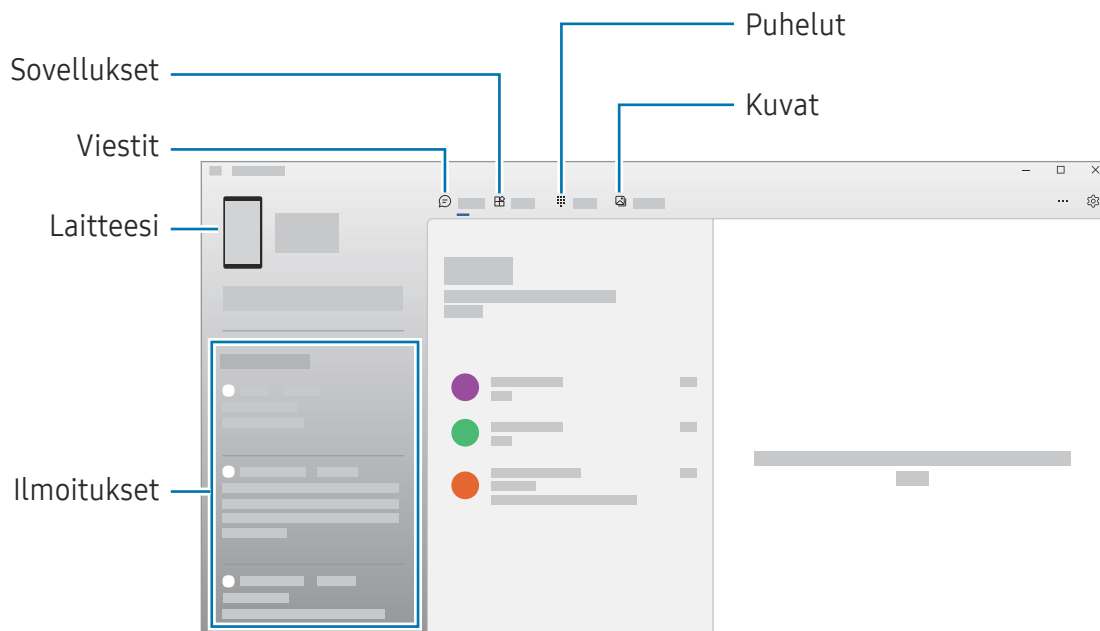 Puhelut
Sovellukset
Kuvat
Viestit
Laitteesi
Ilmoitukset